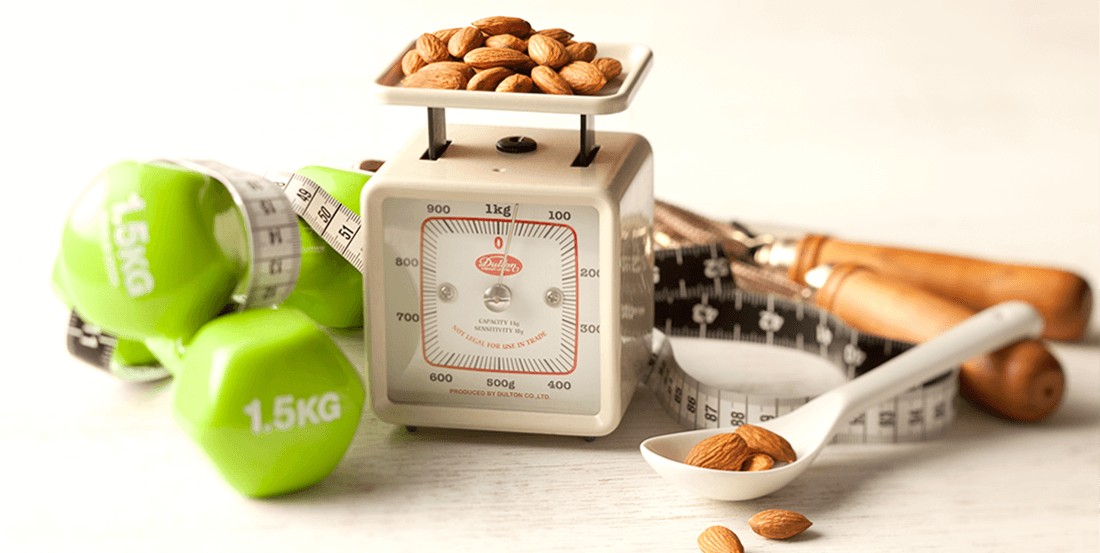 1.5KG
1.5KG
49 50 51
900 1kg 100
0
Dulton
800 200
700 300
CAPACITY 1kg
SENSITIVITY 10g
NOT LEGAL FOR USE IN TRADE
600 500g 400
PRODUCED BY DULTON CO.,LTD.
86 87 88